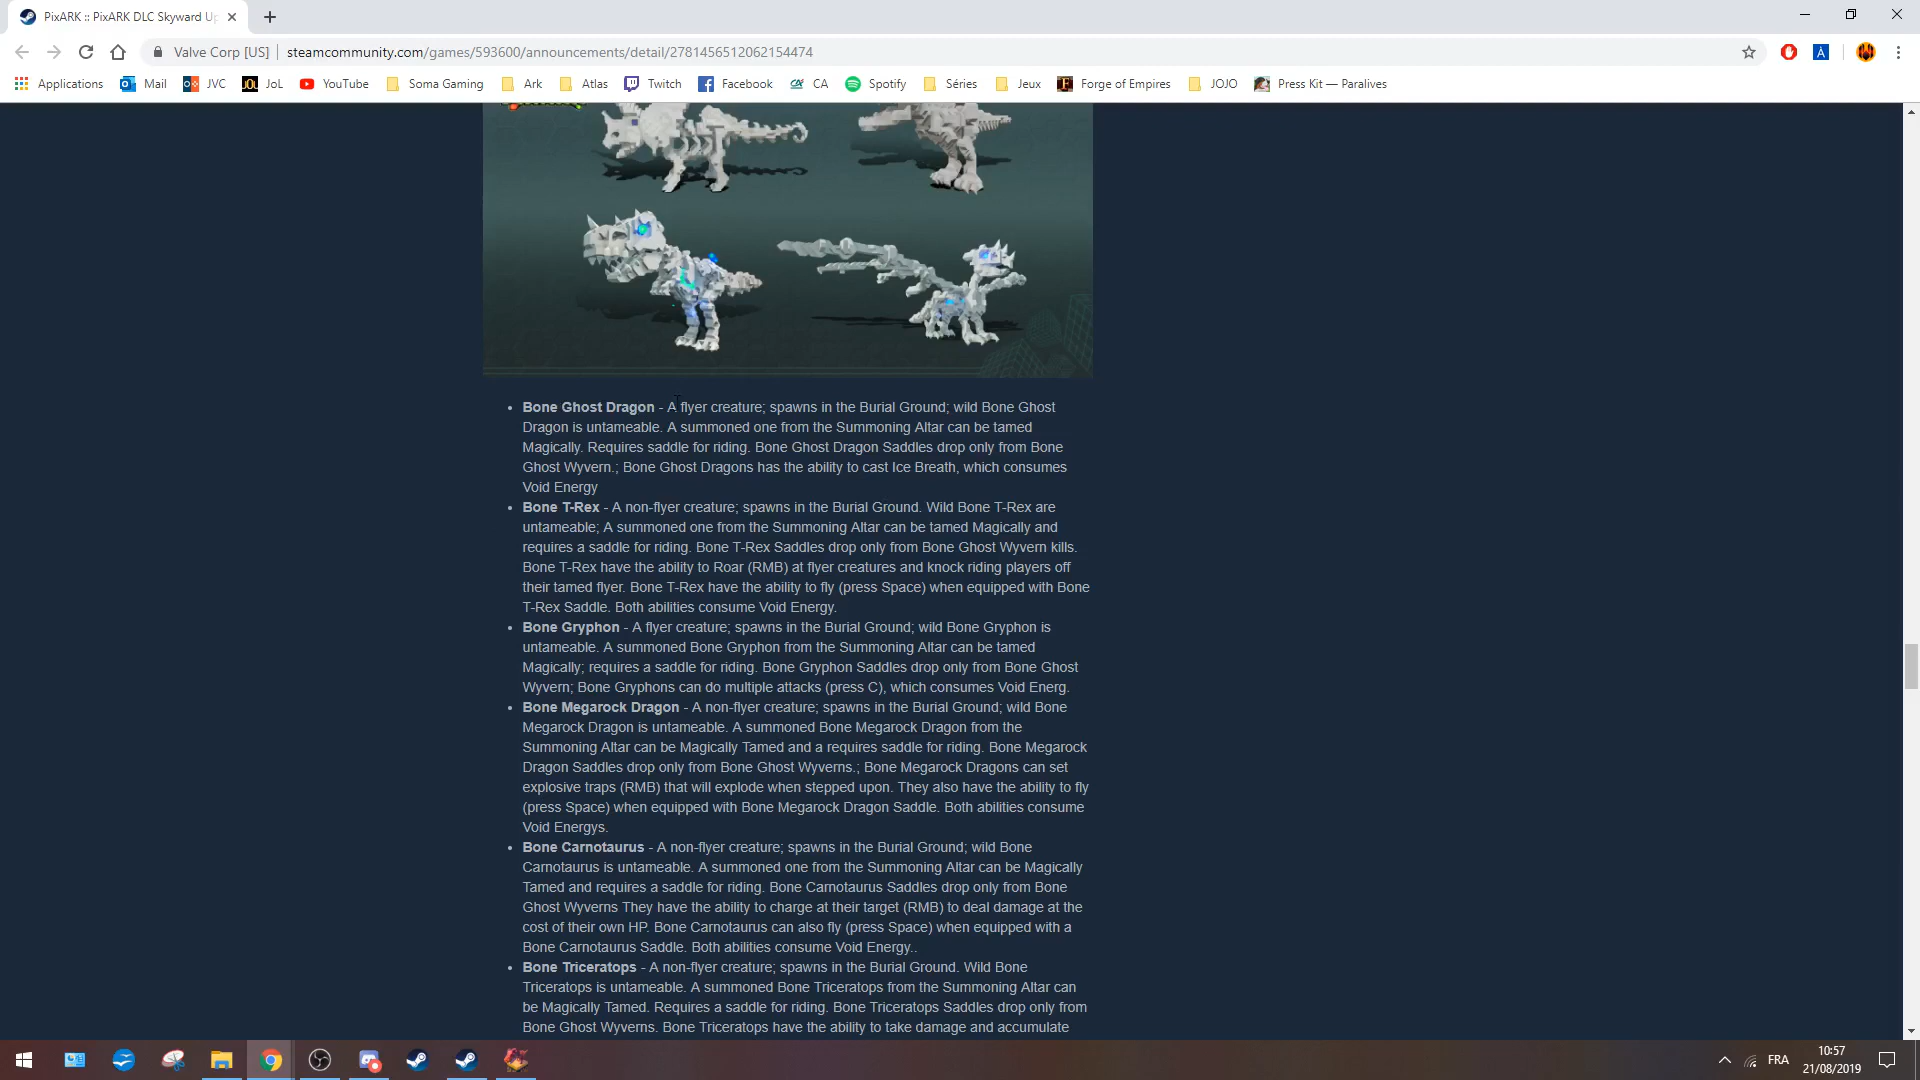 PixARK :: PixARK DLC Skyward Up
Valve Corp [US]
steamcommunity.com/games/593600/announcements/detail/2781456512062154474
Applications
Mail
JVC
JoL
YouTube
Soma Gaming
Ark
Atlas
Twitch
Facebook
CA
Spotify
Séries
Jeux
Forge of Empires
JOJO
Press Kit — Paralives
Bone Ghost Dragon - A flyer creature; spawns in the Burial Ground; wild Bone Ghost
Dragon is untameable. A summoned one from the Summoning Altar can be tamed
Magically. Requires saddle for riding. Bone Ghost Dragon Saddles drop only from Bone
Ghost Wyvern.; Bone Ghost Dragons has the ability to cast Ice Breath, which consumes
Void Energy
Bone T-Rex - A non-flyer creature; spawns in the Burial Ground. Wild Bone T-Rex are
untameable; A summoned one from the Summoning Altar can be tamed Magically and
requires a saddle for riding. Bone T-Rex Saddles drop only from Bone Ghost Wyvern kills.
Bone T-Rex have the ability to Roar (RMB) at flyer creatures and knock riding players off
their tamed flyer. Bone T-Rex have the ability to fly (press Space) when equipped with Bone
T-Rex Saddle. Both abilities consume Void Energy.
Bone Gryphon - A flyer creature; spawns in the Burial Ground; wild Bone Gryphon is
untameable. A summoned Bone Gryphon from the Summoning Altar can be tamed
Magically; requires a saddle for riding. Bone Gryphon Saddles drop only from Bone Ghost
Wyvern; Bone Gryphons can do multiple attacks (press C), which consumes Void Energ.
Bone Megarock Dragon - A non-flyer creature; spawns in the Burial Ground; wild Bone
Megarock Dragon is untameable. A summoned Bone Megarock Dragon from the
Summoning Altar can be Magically Tamed and a requires saddle for riding. Bone Megarock
Dragon Saddles drop only from Bone Ghost Wyverns.; Bone Megarock Dragons can set
explosive traps (RMB) that will explode when stepped upon. They also have the ability to fly
(press Space) when equipped with Bone Megarock Dragon Saddle. Both abilities consume
Void Energys.
Bone Carnotaurus - A non-flyer creature; spawns in the Burial Ground; wild Bone
Carnotaurus is untameable. A summoned one from the Summoning Altar can be Magically
Tamed and requires a saddle for riding. Bone Carnotaurus Saddles drop only from Bone
Ghost Wyverns They have the ability to charge at their target (RMB) to deal damage at the
cost of their own HP. Bone Carnotaurus can also fly (press Space) when equipped with a
Bone Carnotaurus Saddle. Both abilities consume Void Energy..
Bone Triceratops - A non-flyer creature; spawns in the Burial Ground. Wild Bone
Triceratops is untameable. A summoned Bone Triceratops from the Summoning Altar can
be Magically Tamed. Requires a saddle for riding. Bone Triceratops Saddles drop only from
Bone Ghost Wyverns. Bone Triceratops have the ability to take damage and accumulate
FRA
10:57
21/08/2019